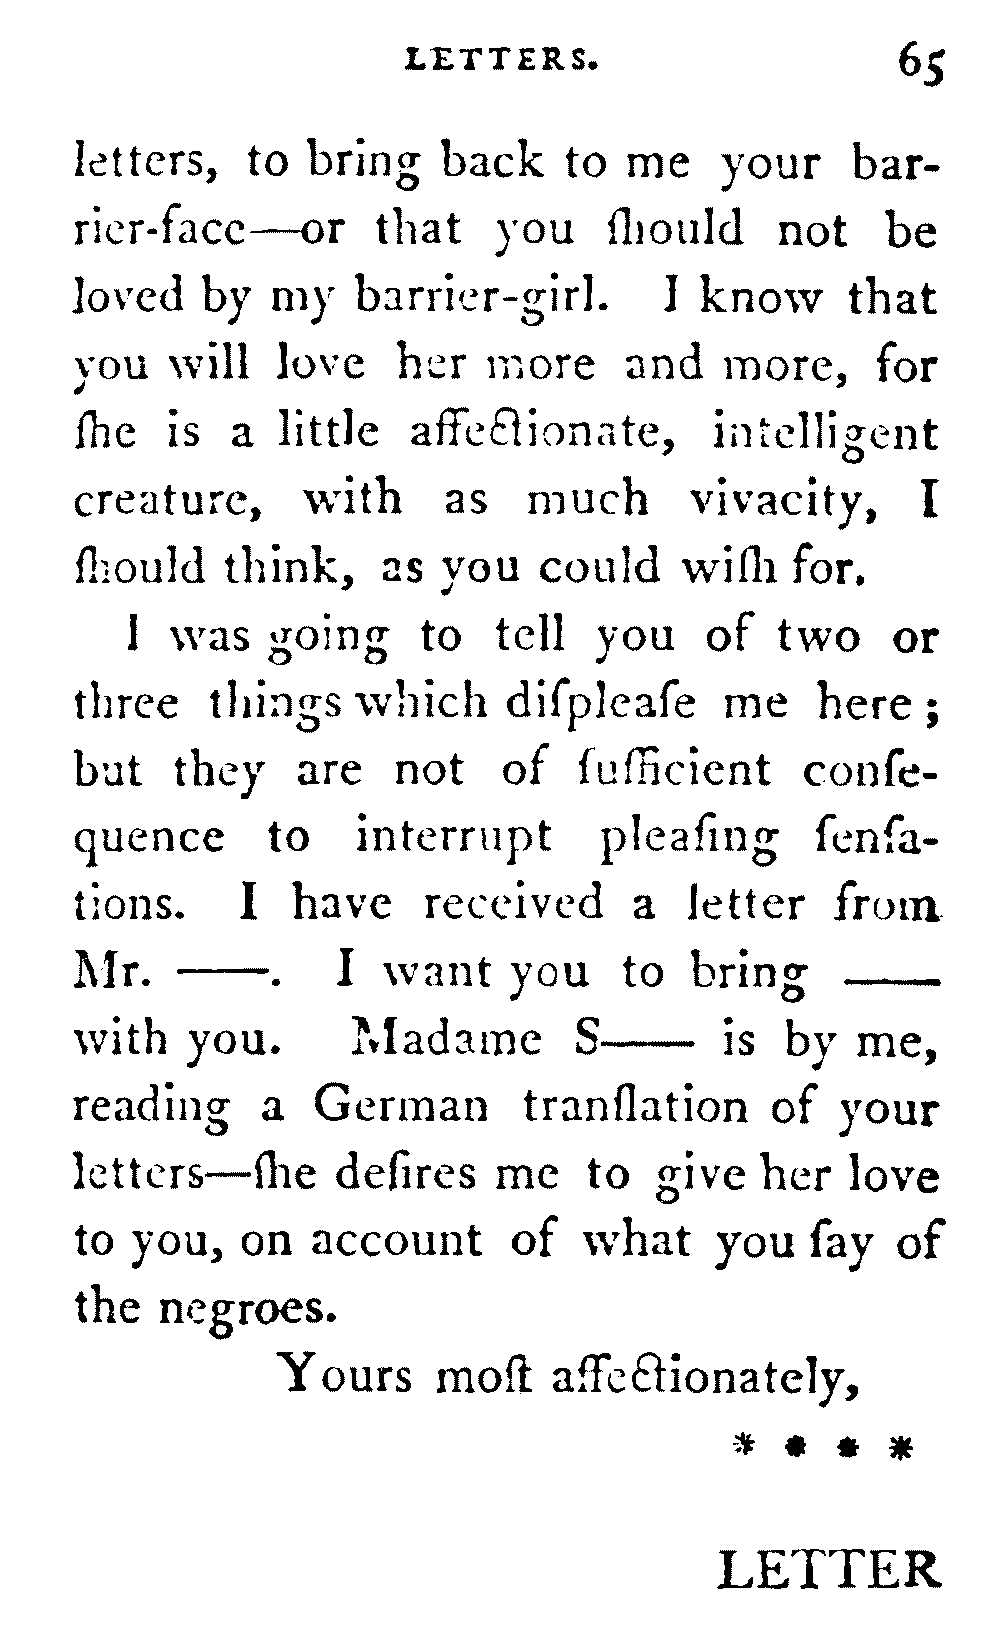 LETTERS. 65
letters, to bring back to me your bar-
rier-face—or that you ſhould not be
loved by my barrier-girl. I know that
you will love her more and more, for
ſhe is a little affectionate, intelligent
creature, with as much vivacity, I
ſhould think, as you could wiſh for.
I was going to tell you of two or
three things which diſpleaſe me here;
but they are not of ſufficient conſe-
quence to interrupt pleaſing ſenſa-
tions. I have received a letter from
Mr. ——. I want you to bring ——
with you. Madame S—— is by me,
reading a German tranſlation of your
letters—ſhe deſires me to give her love
to you, on account of what you ſay of
the negroes.
Yours moſt affectionately,
* * * *
LETTER